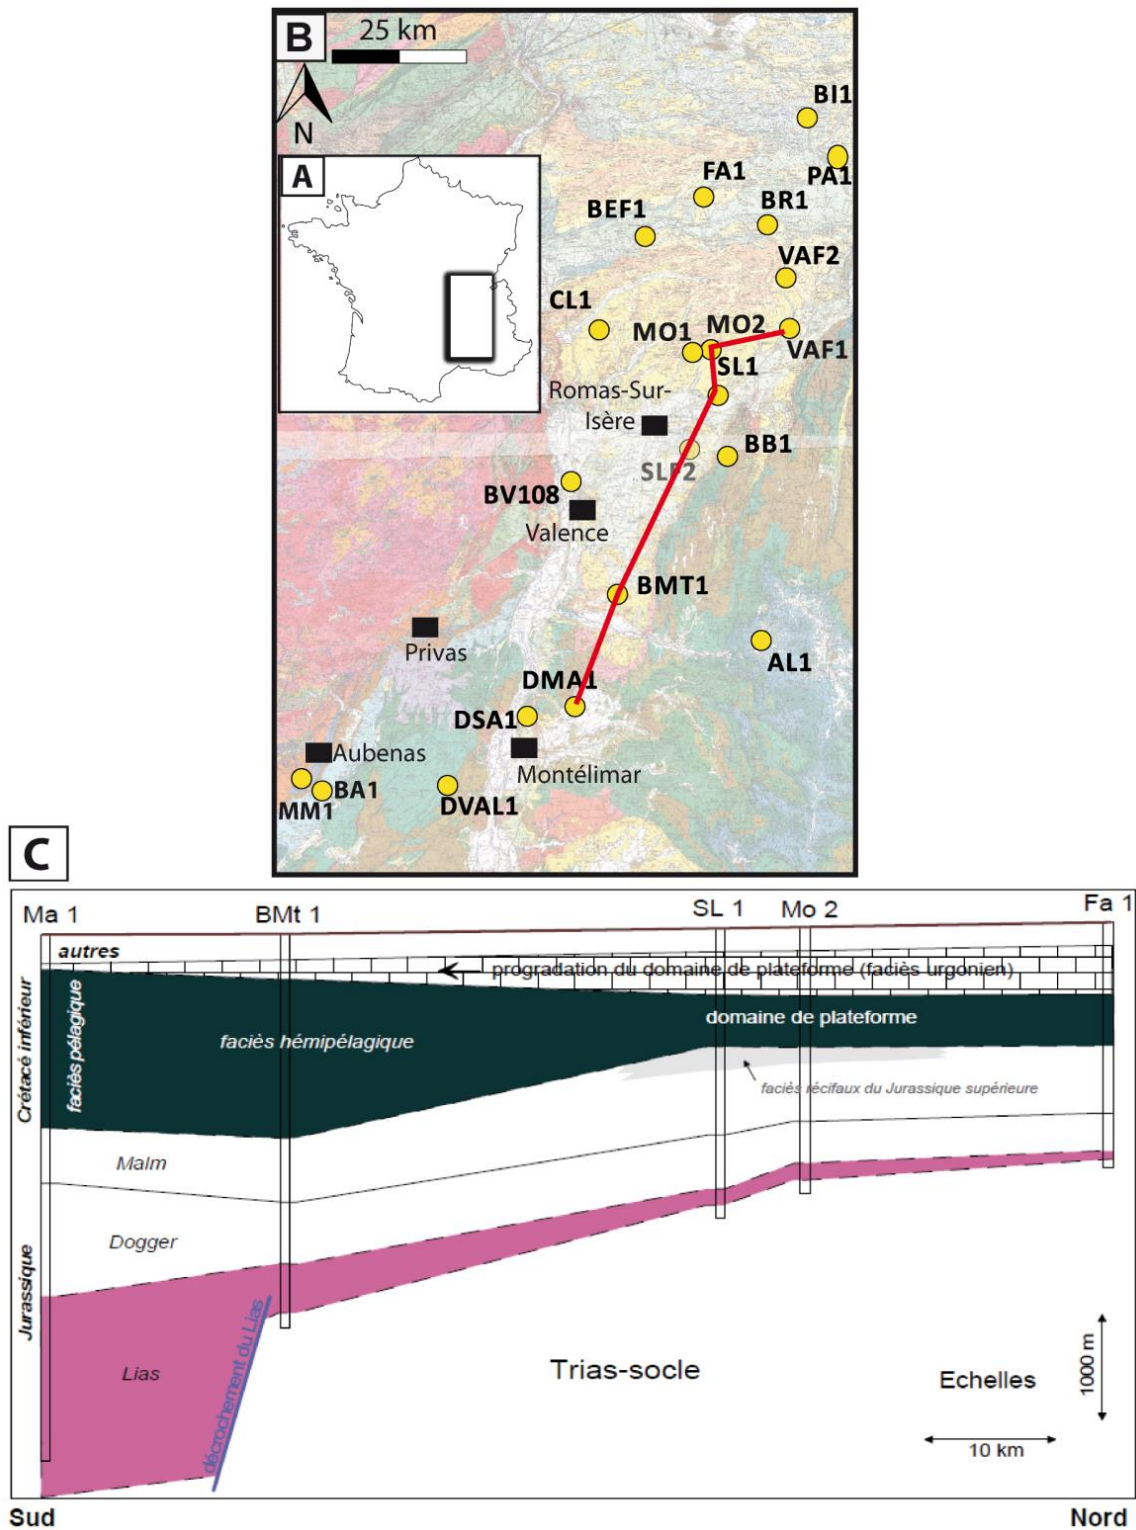 B
25 km
N
A
BI1
PA1
FA1
BR1
BEF1
VAF2
CL1
MO1
MO2
VAF1
SL1
Romas-Sur-
Isère
SLF2
BB1
BV108
Valence
BMT1
Privas
AL1
DMA1
DSA1
Aubenas
Montélimar
MM1
BA1
DVAL1
C
Ma 1
BMt 1
SL 1
Mo 2
Fa 1
autres
progradation du domaine de plateforme (faciès urgonien)
Crétacé inférieur
faciès pélagique
faciès hémipélagique
domaine de plateforme
faciès récifaux du Jurassique supérieure
Malm
Dogger
Jurassique
Lias
décrochement du Lias
Trias-socle
Echelles
1000 m
10 km
Sud
Nord